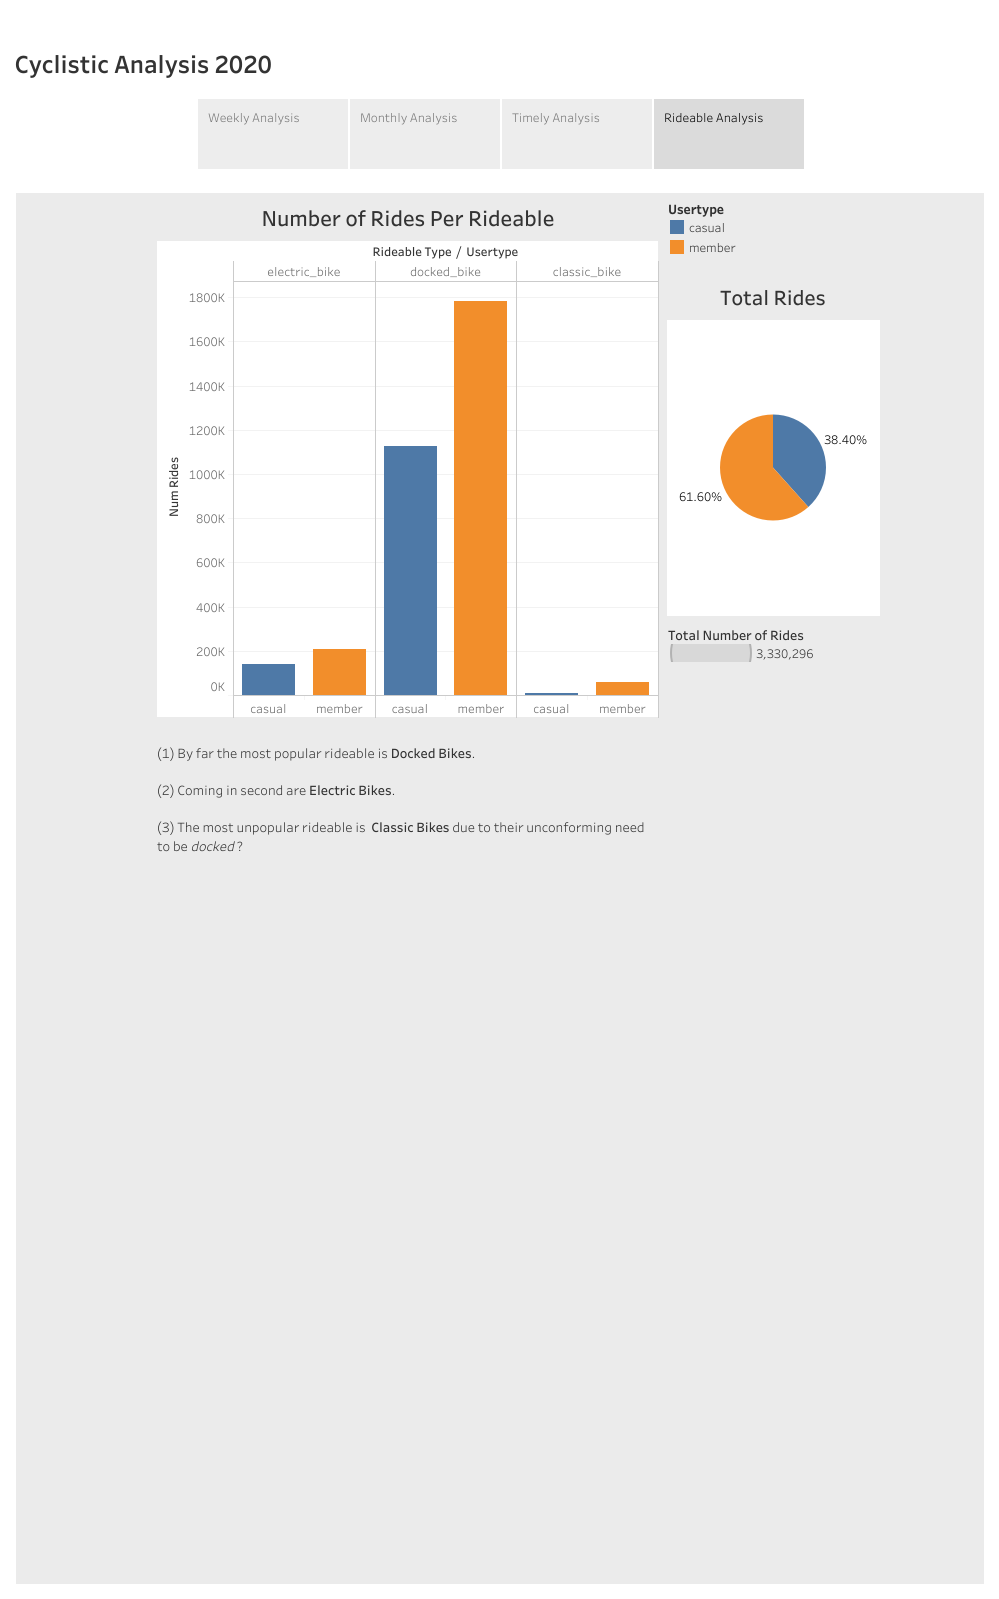 Cyclistic Analysis 2020
Weekly Analysis
Monthly Analysis
Timely Analysis
Rideable Analysis
Number of Rides Per Rideable
Rideable Type / Usertype
electric_bike
docked_bike
classic_bike
1800K
1600K
1400K
1200K
1000K
800K
600K
400K
200K
0K
Num Rides
casual
member
casual
member
casual
member
Usertype
casual
member
Total Rides
38.40%
61.60%
Total Number of Rides
3,330,296
(1) By far the most popular rideable is Docked Bikes.
(2) Coming in second are Electric Bikes.
(3) The most unpopular rideable is Classic Bikes due to their unconforming need
to be docked?